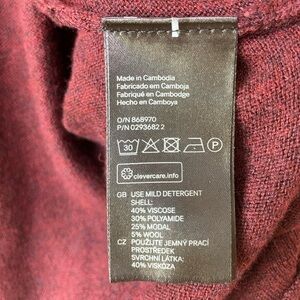 Made in Cambodia
Fabricado em Camboja
Fabriqué en Cambodge
Hecho en Camboya
O/N 868970
P/N 0293682 2
30
P
clevercare.info
GB USE MILD DETERGENT
SHELL:
40% VISCOSE
30% POLYAMIDE
25% MODAL
5% WOOL
CZ POUŽIJTE JEMNÝ PRACÍ
PROSTŘEDEK
SVRCHNÍ LÁTKA:
40% VISKÓZA